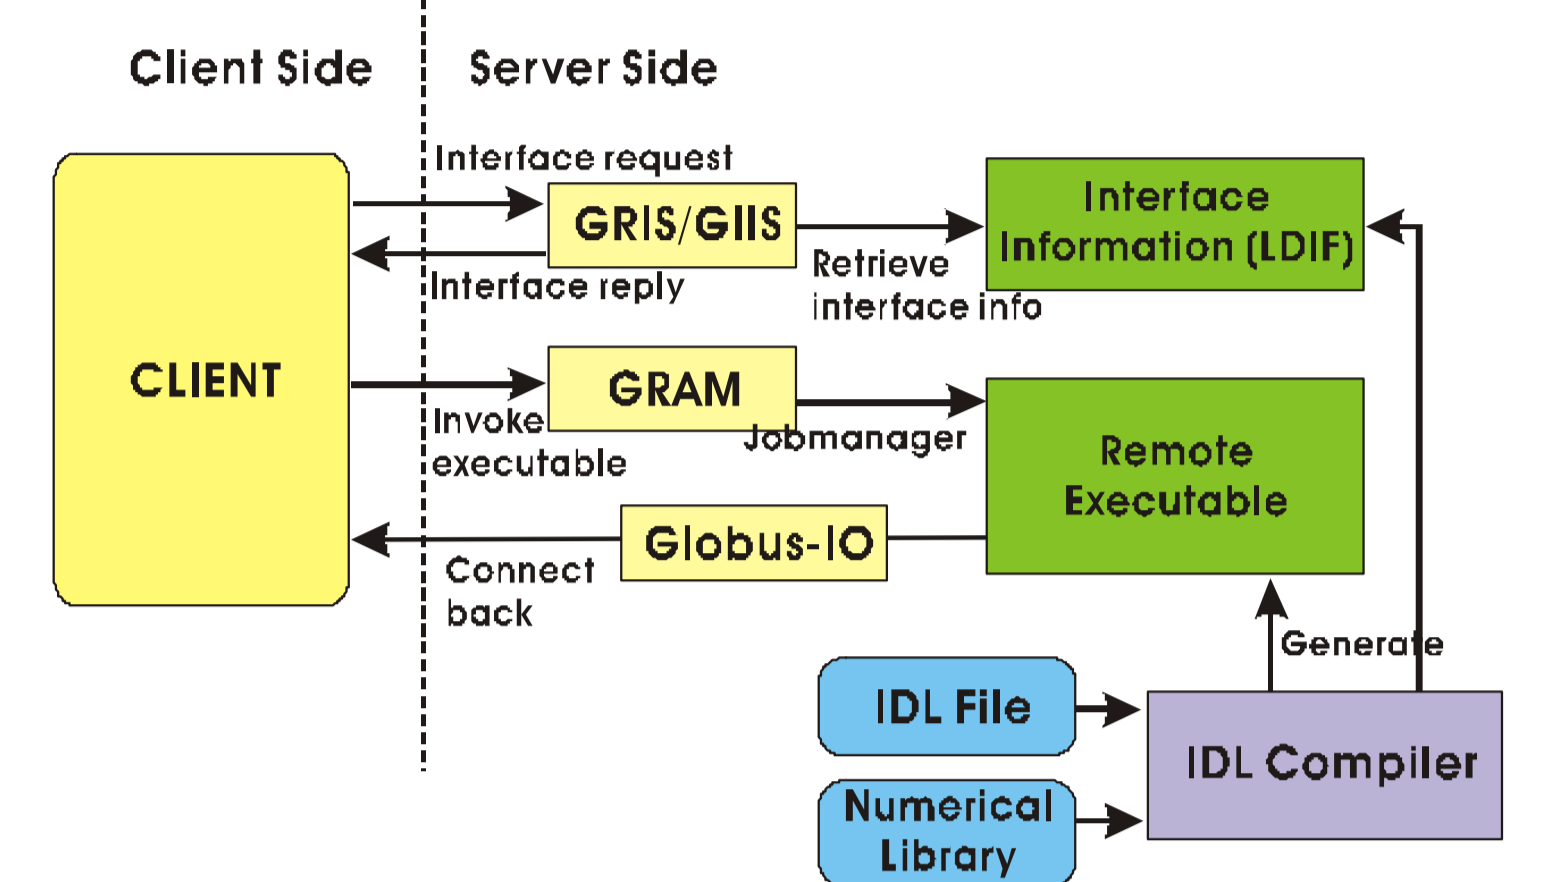 Client Side
Server Side
Interface request
GRIS/GIIS
Interface reply
Retrieve
interface info
Interface
Information (LDIF)
CLIENT
GRAM
Invoke
executable
Jobmanager
Remote
Executable
Globus-IO
Connect
back
Generate
IDL File
IDL Compiler
Numerical
Library